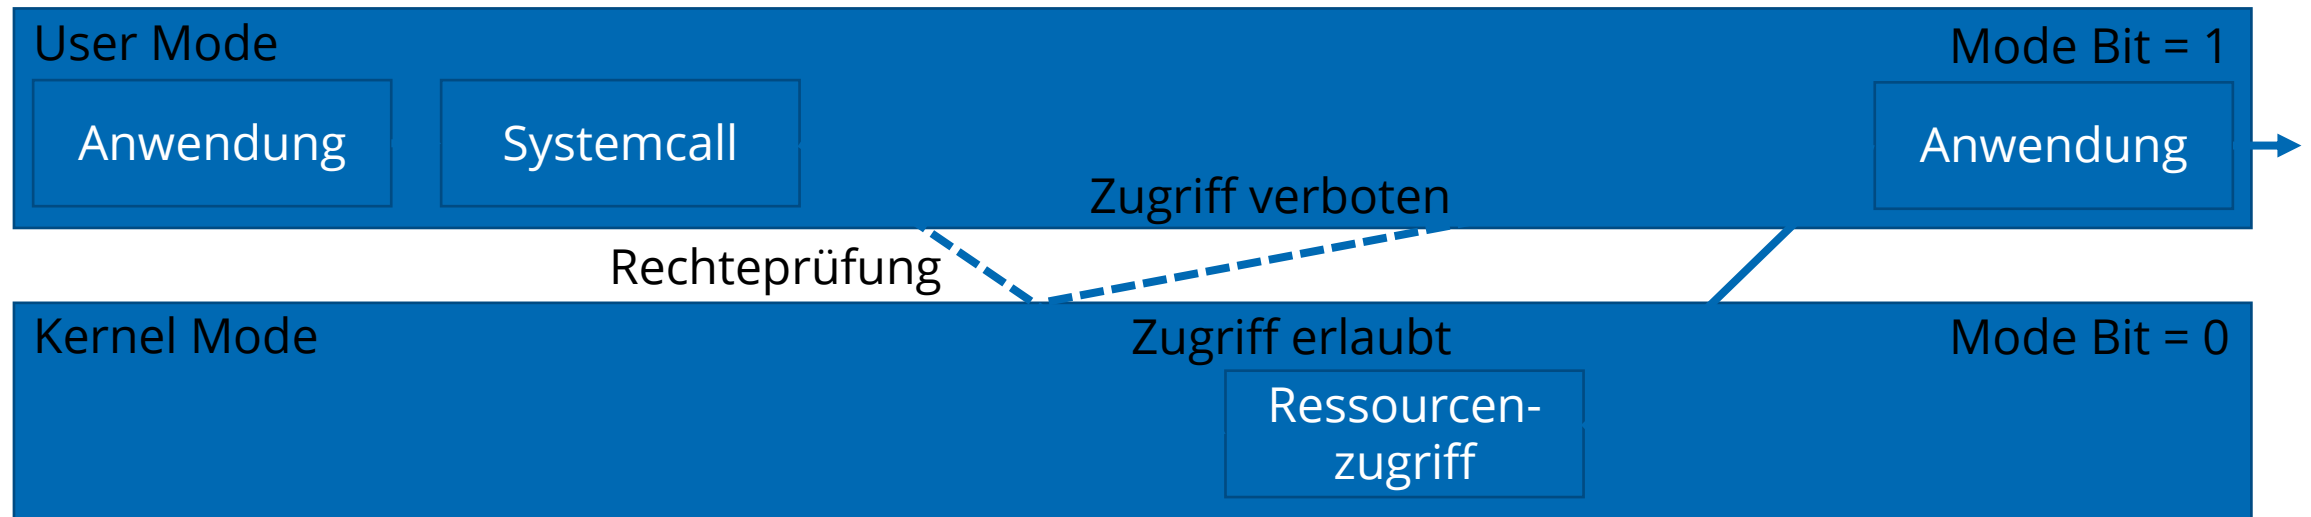 User Mode
Mode Bit = 1
Anwendung
Systemcall
Anwendung
Zugriff verboten
Rechteprüfung
Kernel Mode
Zugriff erlaubt
Mode Bit = 0
Ressourcen-
zugriff